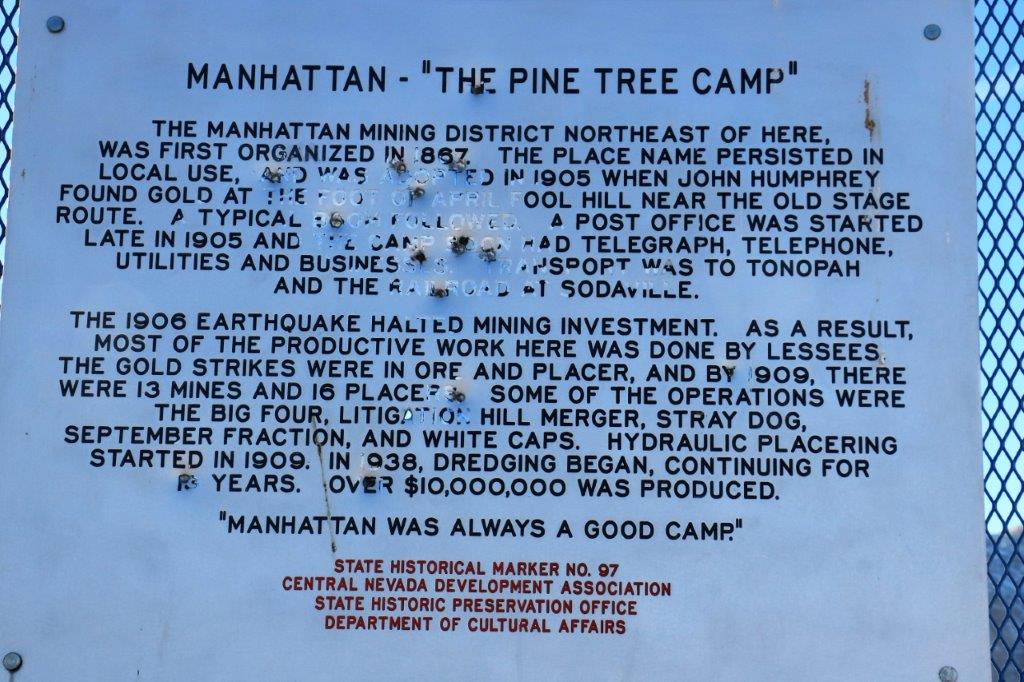 MANHATTAN - "THE PINE TREE CAMP"
THE MANHATTAN MINING DISTRICT NORTHEAST OF HERE,
WAS FIRST ORGANIZED IN 1867. THE PLACE NAME PERSISTED IN
LOCAL USE, AND WAS ADOPTED IN 1905 WHEN JOHN HUMPHREY
FOUND GOLD AT THE FOOT OF APRIL FOOL HILL NEAR THE OLD STAGE
ROUTE. A TYPICAL BOOM FOLLOWED. A POST OFFICE WAS STARTED
LATE IN 1905 AND THE CAMP SOON HAD TELEGRAPH, TELEPHONE,
UTILITIES AND BUSINESSES. TRANSPORT WAS TO TONOPAH
AND THE RAILROAD AT SODAVILLE.
THE 1906 EARTHQUAKE HALTED MINING INVESTMENT. AS A RESULT,
MOST OF THE PRODUCTIVE WORK HERE WAS DONE BY LESSEES
THE GOLD STRIKES WERE IN ORE AND PLACER, AND BY 1909, THERE
WERE 13 MINES AND 16 PLACERS. SOME OF THE OPERATIONS WERE
THE BIG FOUR, LITIGATION HILL MERGER, STRAY DOG,
SEPTEMBER FRACTION, AND WHITE CAPS. HYDRAULIC PLACERING
STARTED IN 1909. IN 1938, DREDGING BEGAN, CONTINUING FOR
YEARS. OVER $10,000,000 WAS PRODUCED.
"MANHATTAN WAS ALWAYS A GOOD CAMP."
STATE HISTORICAL MARKER NO. 97
CENTRAL NEVADA DEVELOPMENT ASSOCIATION
STATE HISTORIC PRESERVATION OFFICE
DEPARTMENT OF CULTURAL AFFAIRS